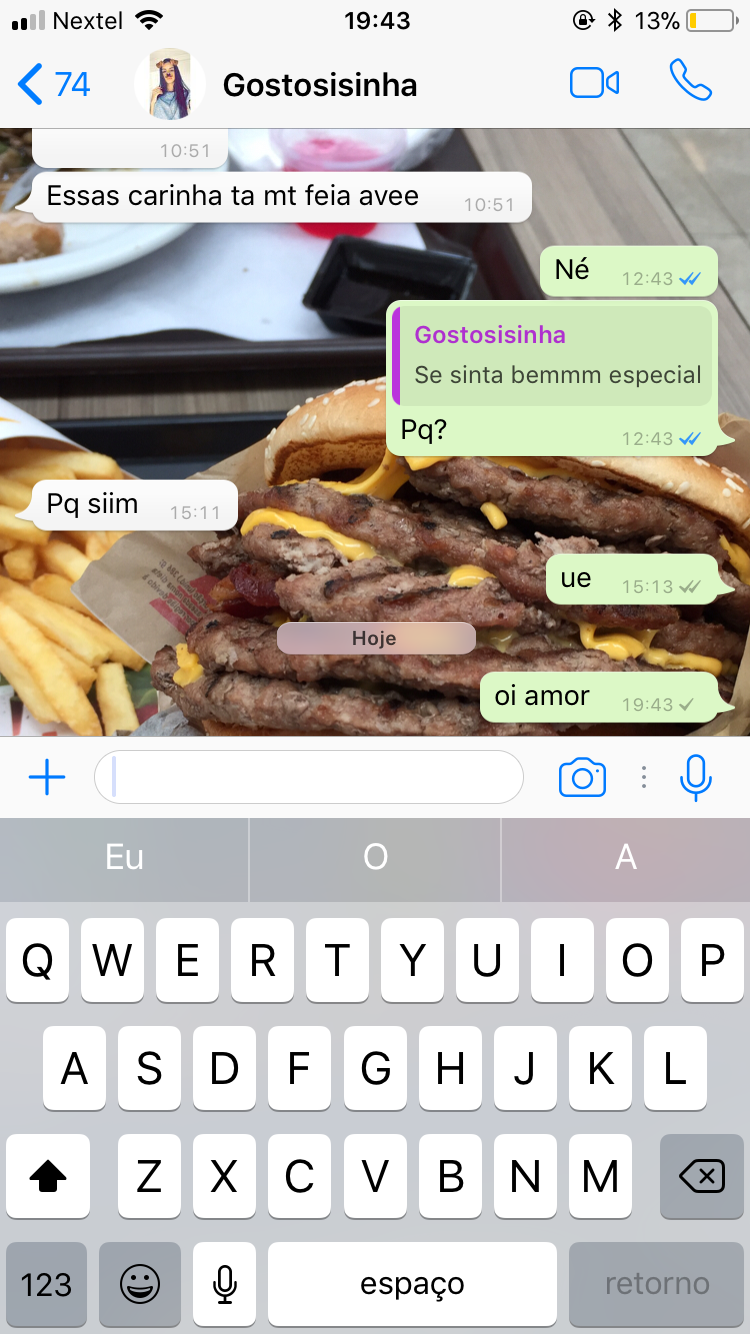 Nextel 19:43 13%
74 Gostosisinha
10:51
Essas carinha ta mt feia avee 10:51
Né 12:43
Gostosisinha
Se sinta bemmm especial
Pq? 12:43
Pq siim 15:11
ue 15:13
Hoje
oi amor 19:43
Eu O A
Q W E R T Y U I O P
A S D F G H J K L
Z X C V B N M
123 espaço retorno